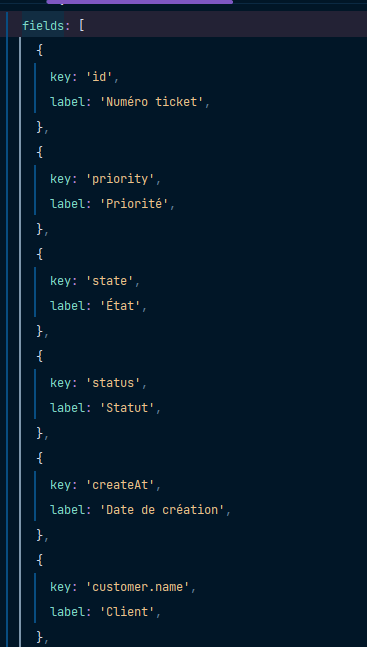 fields: [
{
key: 'id',
label: 'Numéro ticket',
},
{
key: 'priority',
label: 'Priorité',
},
{
key: 'state',
label: 'État',
},
{
key: 'status',
label: 'Statut',
},
{
key: 'createAt',
label: 'Date de création',
},
{
key: 'customer.name',
label: 'Client',
},